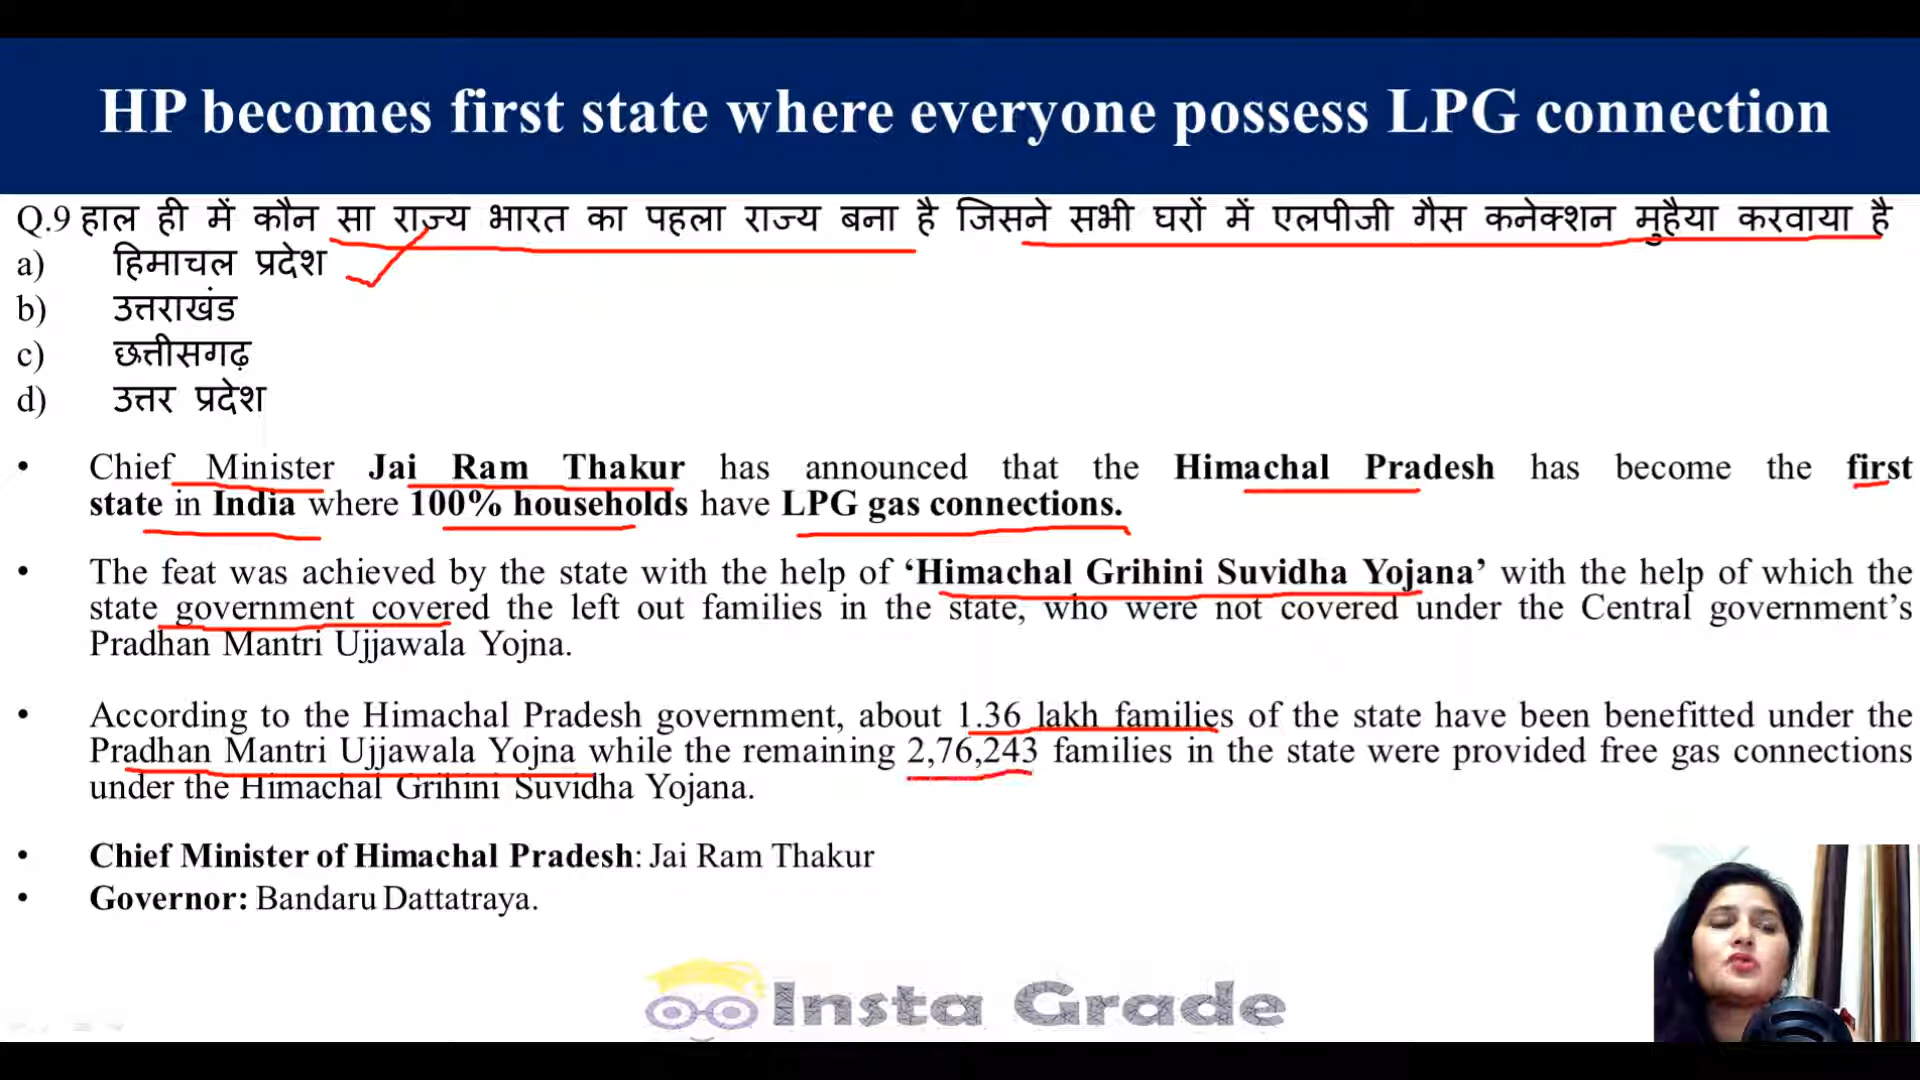 HP becomes first state where everyone possess LPG connection
Q.9 हाल ही में कौन सा राज्य भारत का पहला राज्य बना है जिसने सभी घरों में एलपीजी गैस कनेक्शन मुहैया करवाया है
a) हिमाचल प्रदेश
b) उत्तराखंड
c) छत्तीसगढ़
d) उत्तर प्रदेश
• Chief Minister Jai Ram Thakur has announced that the Himachal Pradesh has become the first
state in India where 100% households have LPG gas connections.
• The feat was achieved by the state with the help of ‘Himachal Grihini Suvidha Yojana’ with the help of which the
state government covered the left out families in the state, who were not covered under the Central government’s
Pradhan Mantri Ujjawala Yojna.
• According to the Himachal Pradesh government, about 1.36 lakh families of the state have been benefitted under the
Pradhan Mantri Ujjawala Yojna while the remaining 2,76,243 families in the state were provided free gas connections
under the Himachal Grihini Suvidha Yojana.
• Chief Minister of Himachal Pradesh: Jai Ram Thakur
• Governor: Bandaru Dattatraya.
Insta Grade